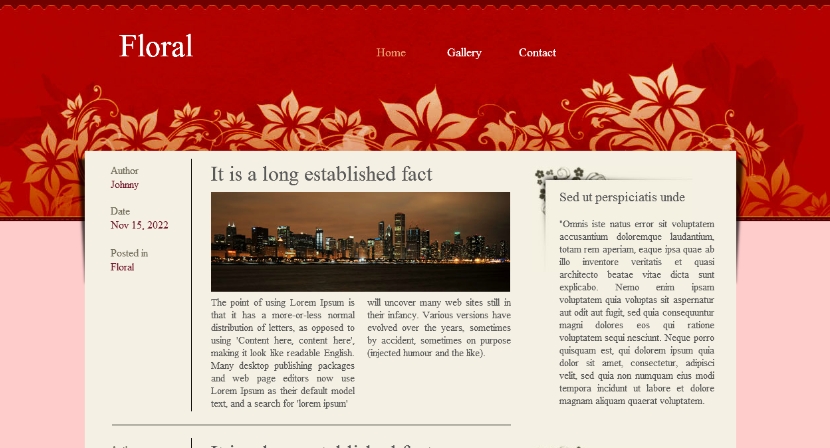 Floral
Home
Gallery
Contact
Author
Johnny
Date
Nov 15, 2022
Posted in
Floral
It is a long established fact
The point of using Lorem Ipsum is
that it has a more-or-less normal
distribution of letters, as opposed to
using 'Content here, content here',
making it look like readable English.
Many desktop publishing packages
and web page editors now use
Lorem Ipsum as their default model
text, and a search for 'lorem ipsum'
will uncover many web sites still in
their infancy. Various versions have
evolved over the years, sometimes
by accident, sometimes on purpose
(injected humour and the like).
Sed ut perspiciatis unde
"Omnis iste natus error sit voluptatem
accusantium doloremque laudantium,
totam rem aperiam, eaque ipsa quae ab
illo inventore veritatis et quasi
architecto beatae vitae dicta sunt
explicabo. Nemo enim ipsam
voluptatem quia voluptas sit aspernatur
aut odit aut fugit, sed quia consequuntur
magni dolores eos qui ratione
voluptatem sequi nesciunt. Neque porro
quisquam est, qui dolorem ipsum quia
dolor sit amet, consectetur, adipisci
velit, sed quia non numquam eius modi
tempora incidunt ut labore et dolore
magnam aliquam quaerat voluptatem.